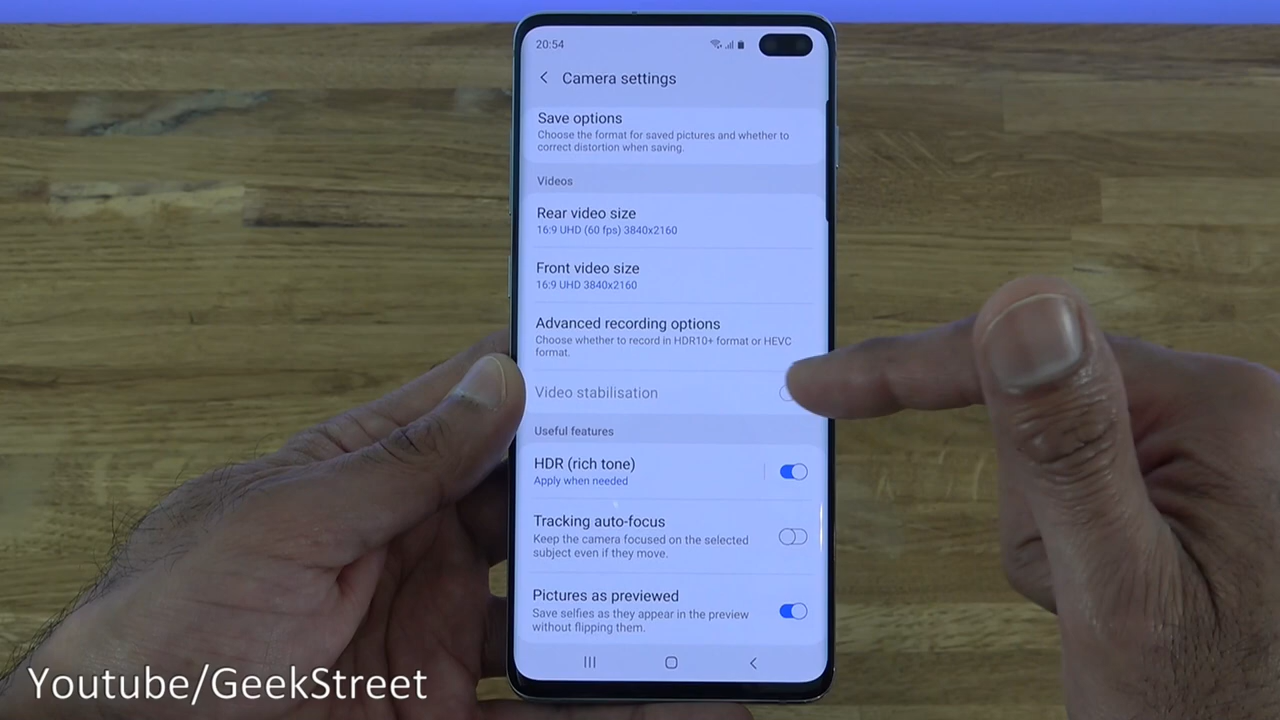 20:54
Camera settings
Save options
Choose the format for saved pictures and whether to
correct distortion when saving.
Videos
Rear video size
16:9 UHD (60 fps) 3840x2160
Front video size
16:9 UHD 3840x2160
Advanced recording options
Choose whether to record in HDR10+ format or HEVC
format.
Video stabilisation
Useful features
HDR (rich tone)
Apply when needed
Tracking auto-focus
Keep the camera focused on the selected
subject even if they move.
Pictures as previewed
Save selfies as they appear in the preview
without flipping them.
Youtube/GeekStreet